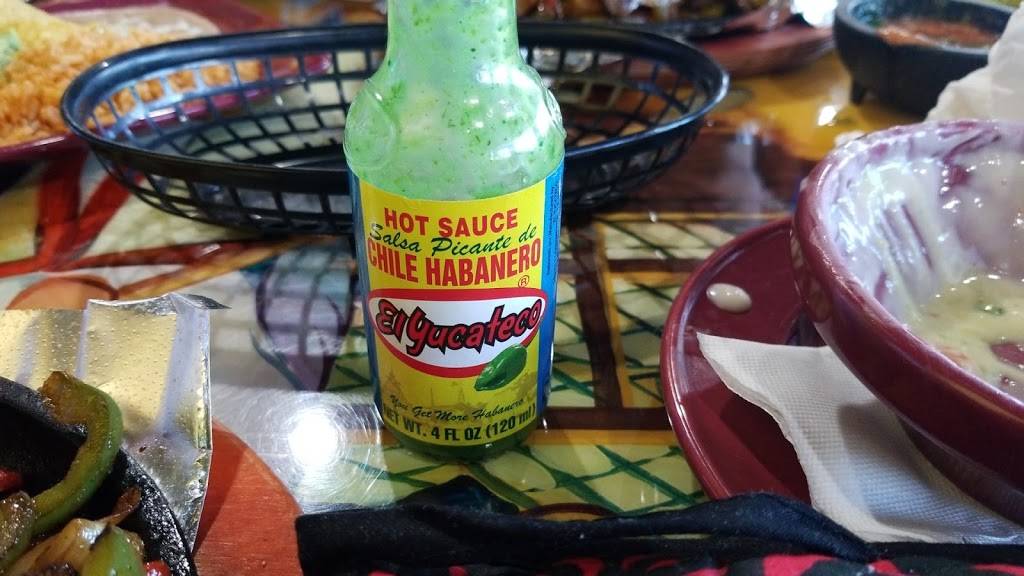 HOT SAUCE
Salsa Picante de
CHILE HABANERO
®
El Yucateco
You Get More Habanero
NET WT. 4 FL OZ (120 ml)